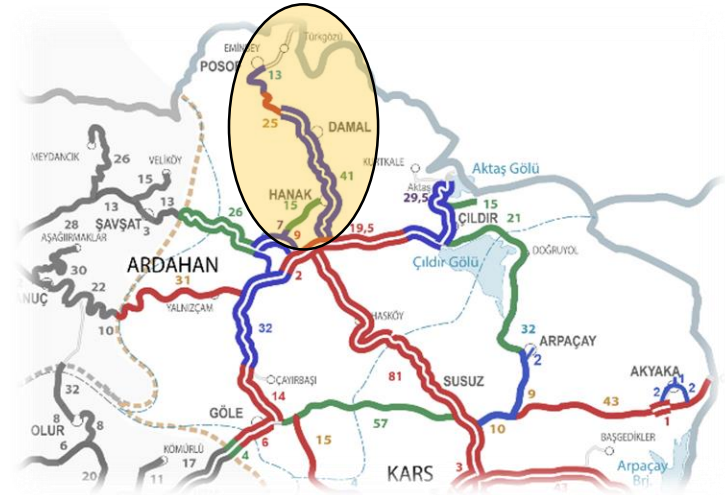 EMİNBEY
Türkgözü
POSOF
13
25
DAMAL
MEYDANCIK
26
VELİKÖY
15
KURTKALE
Aktaş Gölü
41
HANAK
15
Aktaş
29,5
15
13
13
28
ŞAVŞAT
3
26
7
9
19,5
ÇILDIR
21
AŞAĞIIRMAKLAR
30
ARDAHAN
2
Çıldır Gölü
DOĞRUYOL
22
31
YALNIZÇAM
10
HASKÖY
32
32
ARPAÇAY
2
AKYAKA
1
2
2
ÇAYIRBAŞI
81
SUSUZ
32
14
9
43
1
GÖLE
57
10
8
8
OLUR
6
6
15
BAŞGEDİKLER
KÖMÜRLÜ
17
4
KARS
3
Arpaçay
Brj.
20
11